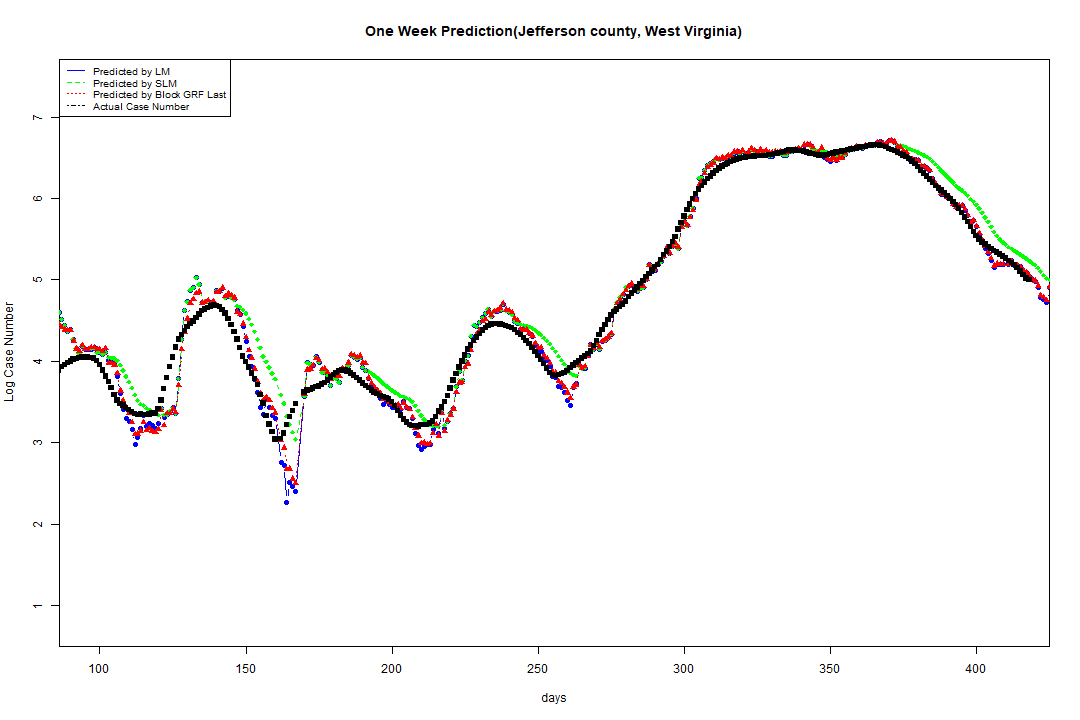 One Week Prediction(Jefferson county, West Virginia)
Predicted by LM
Predicted by SLM
Predicted by Block GRF Last
Actual Case Number
7
6
5
4
3
2
1
Log Case Number
100 150 200 250 300 350 400
days